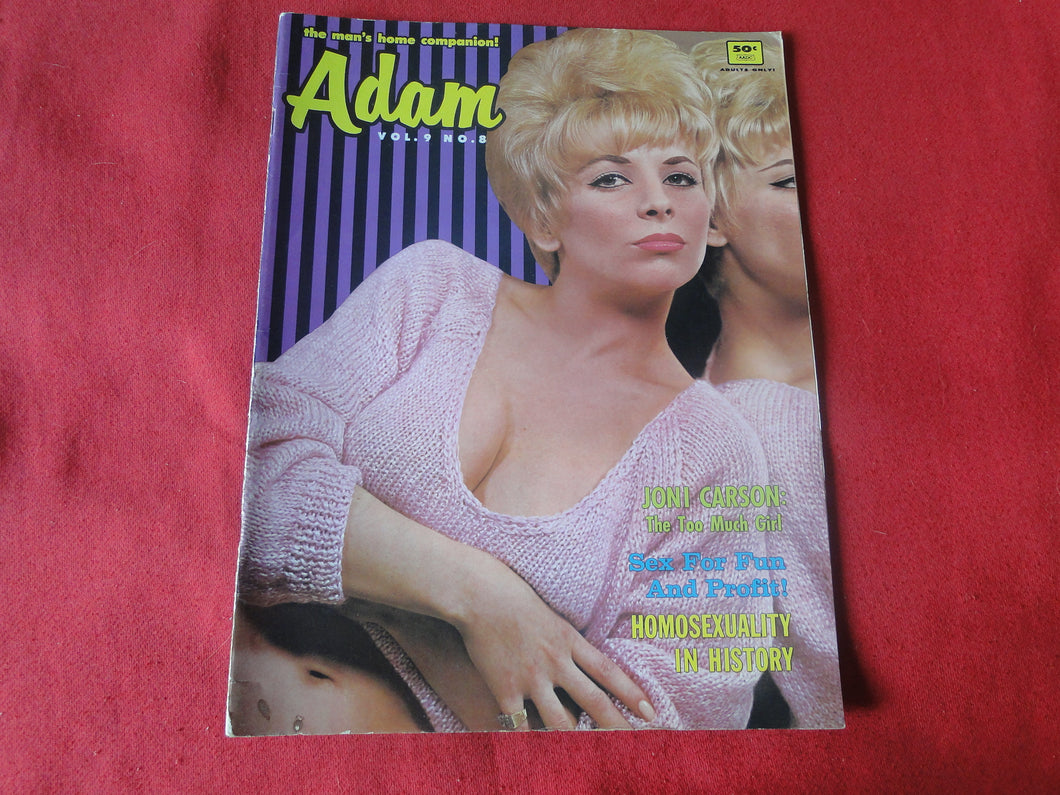 the man's home companion!
Adam
VOL. 9 NO. 8
50¢
ADULTS ONLY!
JONI CARSON:
The Too Much Girl
Sex For Fun
And Profit!
HOMOSEXUALITY
IN HISTORY